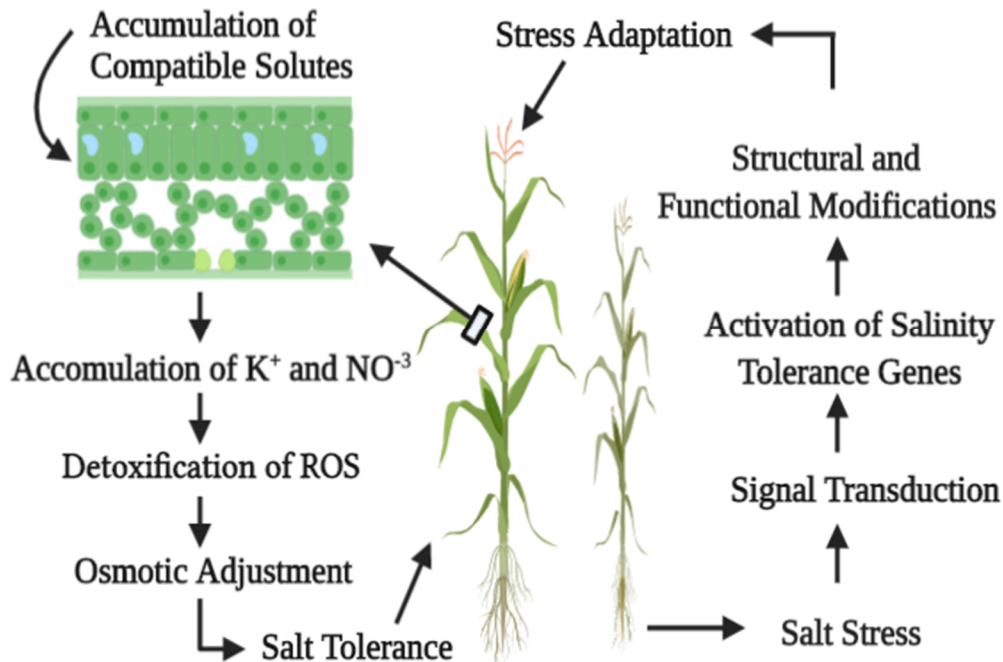 Accumulation of
Compatible Solutes
Accomulation of K⁺ and NO⁻³
Detoxification of ROS
Osmotic Adjustment
Salt Tolerance
Stress Adaptation
Structural and
Functional Modifications
Activation of Salinity
Tolerance Genes
Signal Transduction
Salt Stress